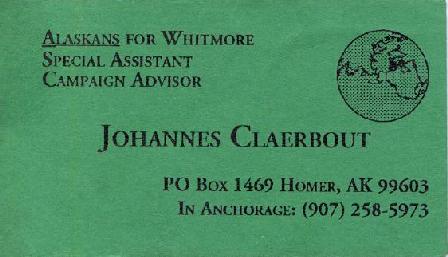 Alaskans for Whitmore
Special Assistant
Campaign Advisor
Johannes Claerbout
PO Box 1469 Homer, AK 99603
In Anchorage: (907) 258-5973